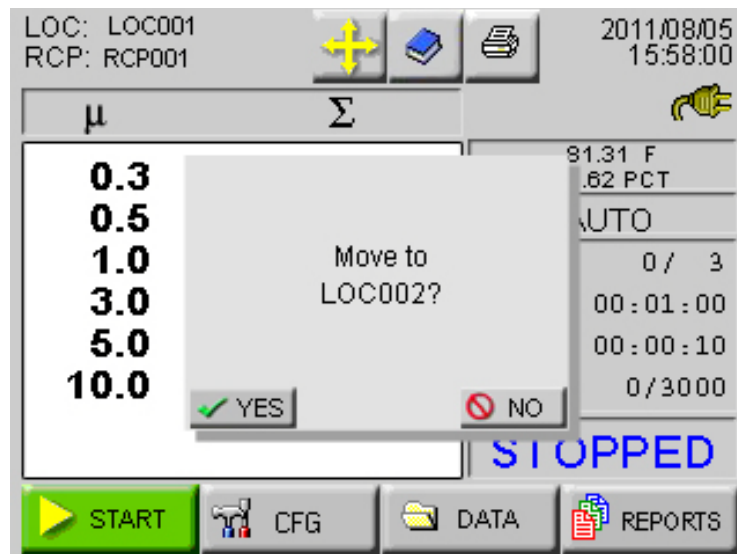 LOC: LOC001
RCP: RCP001
2011/08/05
15:58:00
μ Σ
0.3
0.5
1.0
3.0
5.0
10.0
Move to
LOC002?
YES NO
81.31 F
.62 PCT
AUTO
0/ 3
00:01:00
00:00:10
0/3000
STOPPED
START CFG DATA REPORTS